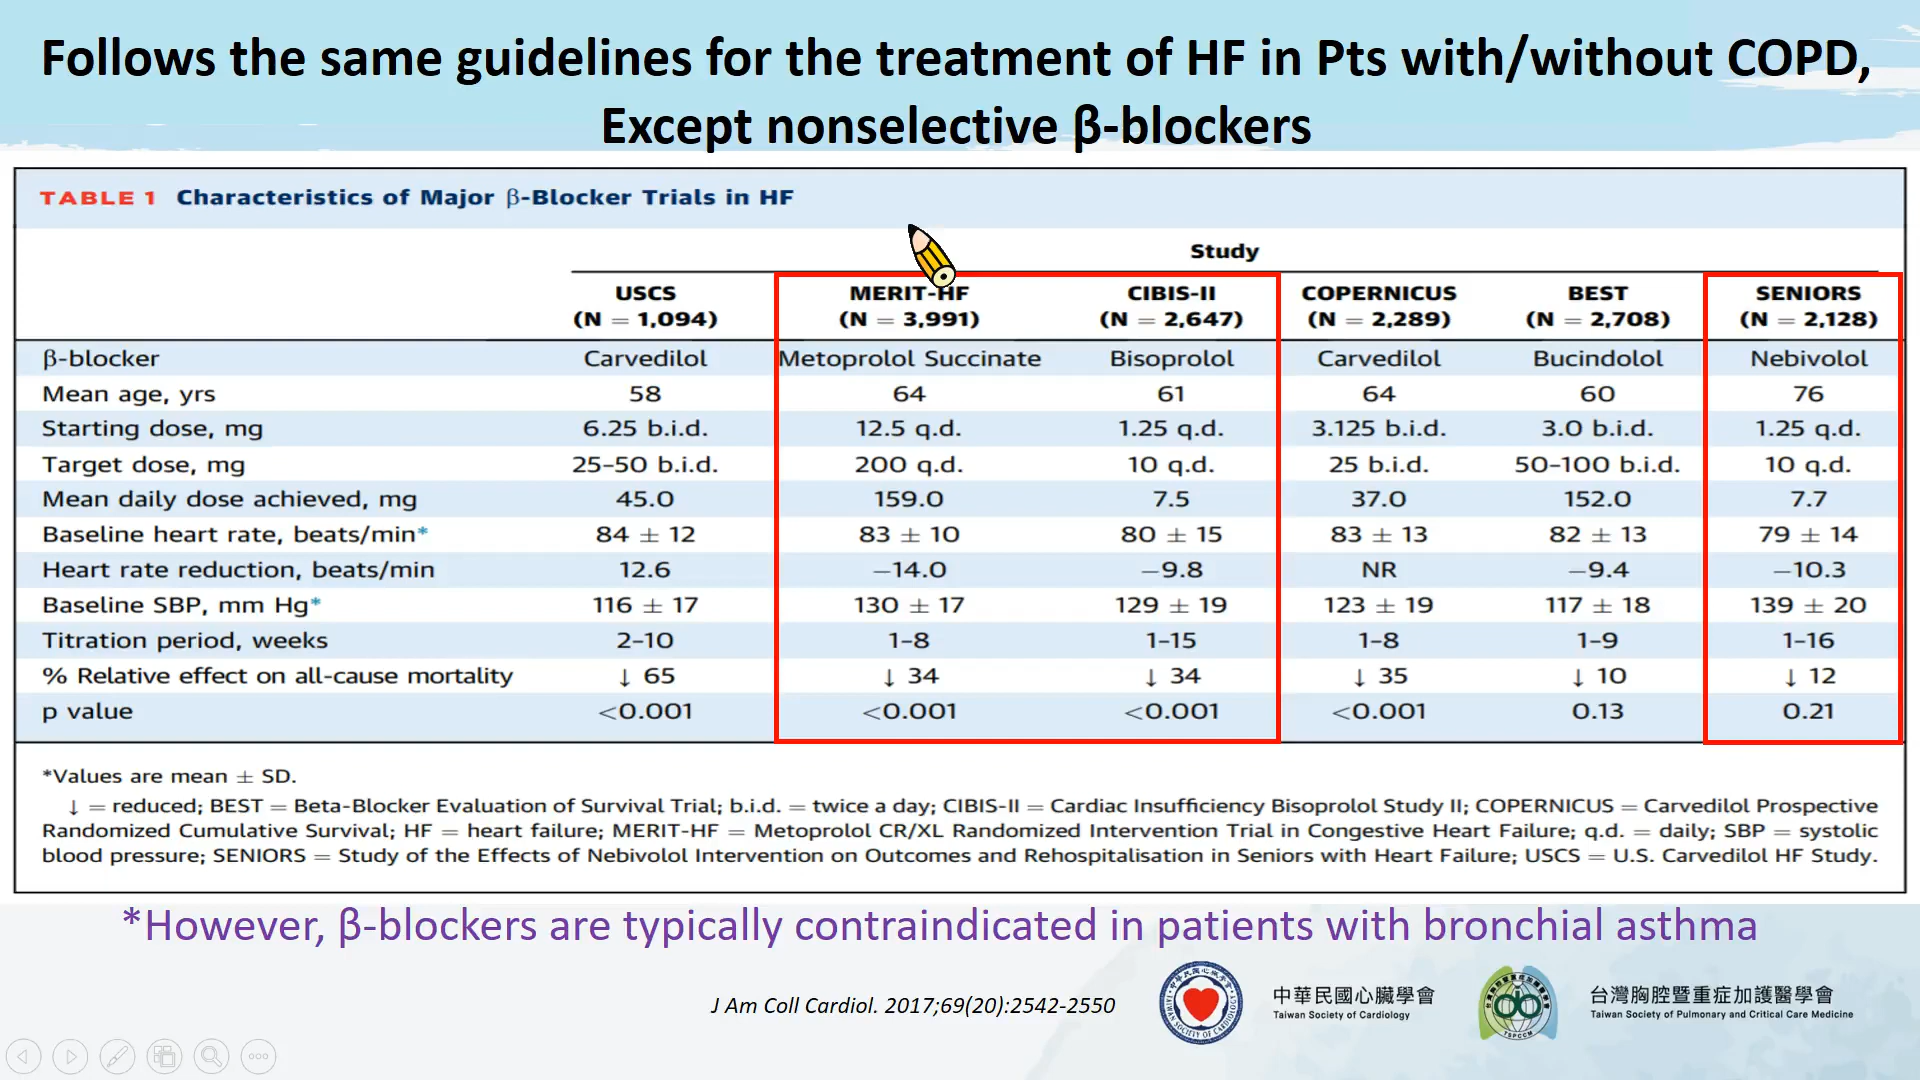 Follows the same guidelines for the treatment of HF in Pts with/without COPD,
Except nonselective β-blockers
TABLE 1 Characteristics of Major β-Blocker Trials in HF
Study
USCS MERIT-HF CIBIS-II COPERNICUS BEST SENIORS
(N = 1,094) (N = 3,991) (N = 2,647) (N = 2,289) (N = 2,708) (N = 2,128)
β-blocker Carvedilol Metoprolol Succinate Bisoprolol Carvedilol Bucindolol Nebivolol
Mean age, yrs 58 64 61 64 60 76
Starting dose, mg 6.25 b.i.d. 12.5 q.d. 1.25 q.d. 3.125 b.i.d. 3.0 b.i.d. 1.25 q.d.
Target dose, mg 25–50 b.i.d. 200 q.d. 10 q.d. 25 b.i.d. 50–100 b.i.d. 10 q.d.
Mean daily dose achieved, mg 45.0 159.0 7.5 37.0 152.0 7.7
Baseline heart rate, beats/min* 84 ± 12 83 ± 10 80 ± 15 83 ± 13 82 ± 13 79 ± 14
Heart rate reduction, beats/min 12.6 −14.0 −9.8 NR −9.4 −10.3
Baseline SBP, mm Hg* 116 ± 17 130 ± 17 129 ± 19 123 ± 19 117 ± 18 139 ± 20
Titration period, weeks 2–10 1–8 1–15 1–8 1–9 1–16
% Relative effect on all-cause mortality ↓ 65 ↓ 34 ↓ 34 ↓ 35 ↓ 10 ↓ 12
p value <0.001 <0.001 <0.001 <0.001 0.13 0.21
*Values are mean ± SD.
↓ = reduced; BEST = Beta-Blocker Evaluation of Survival Trial; b.i.d. = twice a day; CIBIS-II = Cardiac Insufficiency Bisoprolol Study II; COPERNICUS = Carvedilol Prospective
Randomized Cumulative Survival; HF = heart failure; MERIT-HF = Metoprolol CR/XL Randomized Intervention Trial in Congestive Heart Failure; q.d. = daily; SBP = systolic
blood pressure; SENIORS = Study of the Effects of Nebivolol Intervention on Outcomes and Rehospitalisation in Seniors with Heart Failure; USCS = U.S. Carvedilol HF Study.
*However, β-blockers are typically contraindicated in patients with bronchial asthma
J Am Coll Cardiol. 2017;69(20):2542-2550
中華民國心臟學會
Taiwan Society of Cardiology
台灣胸腔暨重症加護醫學會
Taiwan Society of Pulmonary and Critical Care Medicine
中華民國心臟學會
TAIWAN SOCIETY OF CARDIOLOGY
TSPCCM